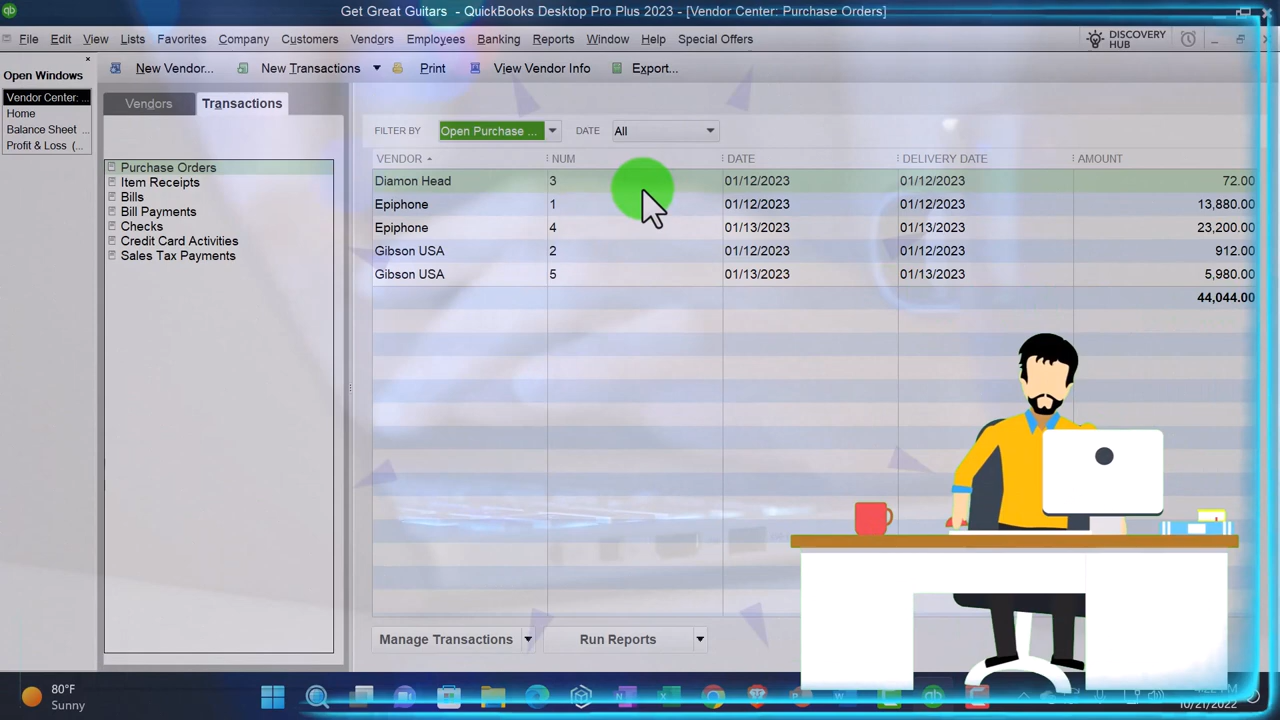 Get Great Guitars - QuickBooks Desktop Pro Plus 2023 - [Vendor Center: Purchase Orders]
File Edit View Lists Favorites Company Customers Vendors Employees Banking Reports Window Help Special Offers
DISCOVERY
HUB
Open Windows
Vendor Center: ...
Home
Balance Sheet ...
Profit & Loss (...
New Vendor... New Transactions Print View Vendor Info Export...
Vendors Transactions
Purchase Orders
Item Receipts
Bills
Bill Payments
Checks
Credit Card Activities
Sales Tax Payments
FILTER BY Open Purchase ... DATE All
VENDOR NUM DATE DELIVERY DATE AMOUNT
Diamon Head 3 01/12/2023 01/12/2023 72.00
Epiphone 1 01/12/2023 01/12/2023 13,880.00
Epiphone 4 01/13/2023 01/13/2023 23,200.00
Gibson USA 2 01/12/2023 01/12/2023 912.00
Gibson USA 5 01/13/2023 01/13/2023 5,980.00
44,044.00
Manage Transactions Run Reports
80°F
Sunny
4:22 PM
10/21/2022